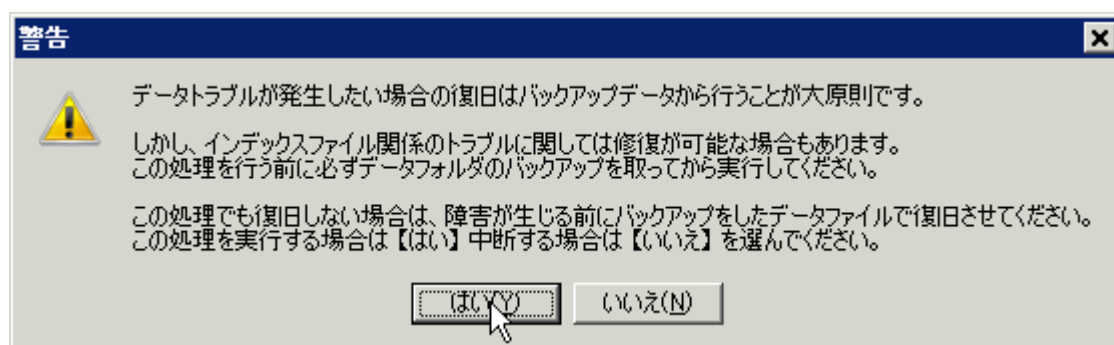 警告
データトラブルが発生したい場合の復旧はバックアップデータから行うことが大原則です。
しかし、インデックスファイル関係のトラブルに関しては修復が可能な場合もあります。
この処理を行う前に必ずデータフォルダのバックアップを取ってから実行してください。
この処理でも復旧しない場合は、障害が生じる前にバックアップをしたデータファイルで復旧させてください。
この処理を実行する場合は【はい】中断する場合は【いいえ】を選んでください。
はい(Y) いいえ(N)